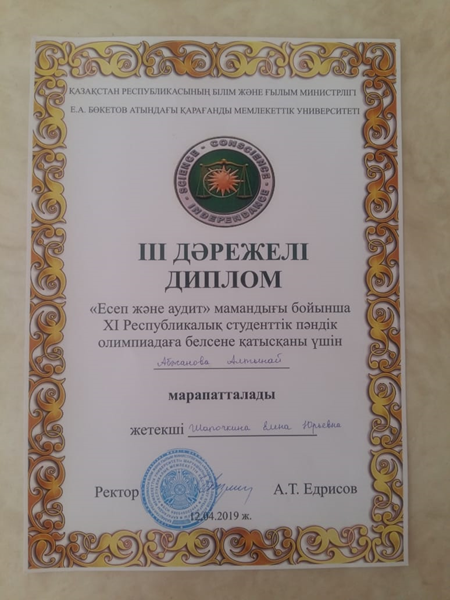 ҚАЗАҚСТАН РЕСПУБЛИКАСЫНЫҢ БІЛІМ ЖӘНЕ ҒЫЛЫМ МИНИСТРЛІГІ
Е.А. БӨКЕТОВ АТЫНДАҒЫ ҚАРАҒАНДЫ МЕМЛЕКЕТТІК УНИВЕРСИТЕТІ
SCIENCE - CONSCIENCE - INDEPENDANCE
III ДӘРЕЖЕЛІ
ДИПЛОМ
«Есеп және аудит» мамандығы бойынша
XI Республикалық студенттік пәндік
олимпиадаға белсене қатысқаны үшін
Алтынай
марапатталады
жетекші Шапочкина Елена Юрьевна
Ректор А.Т. Едрисов
12.04.2019 ж.